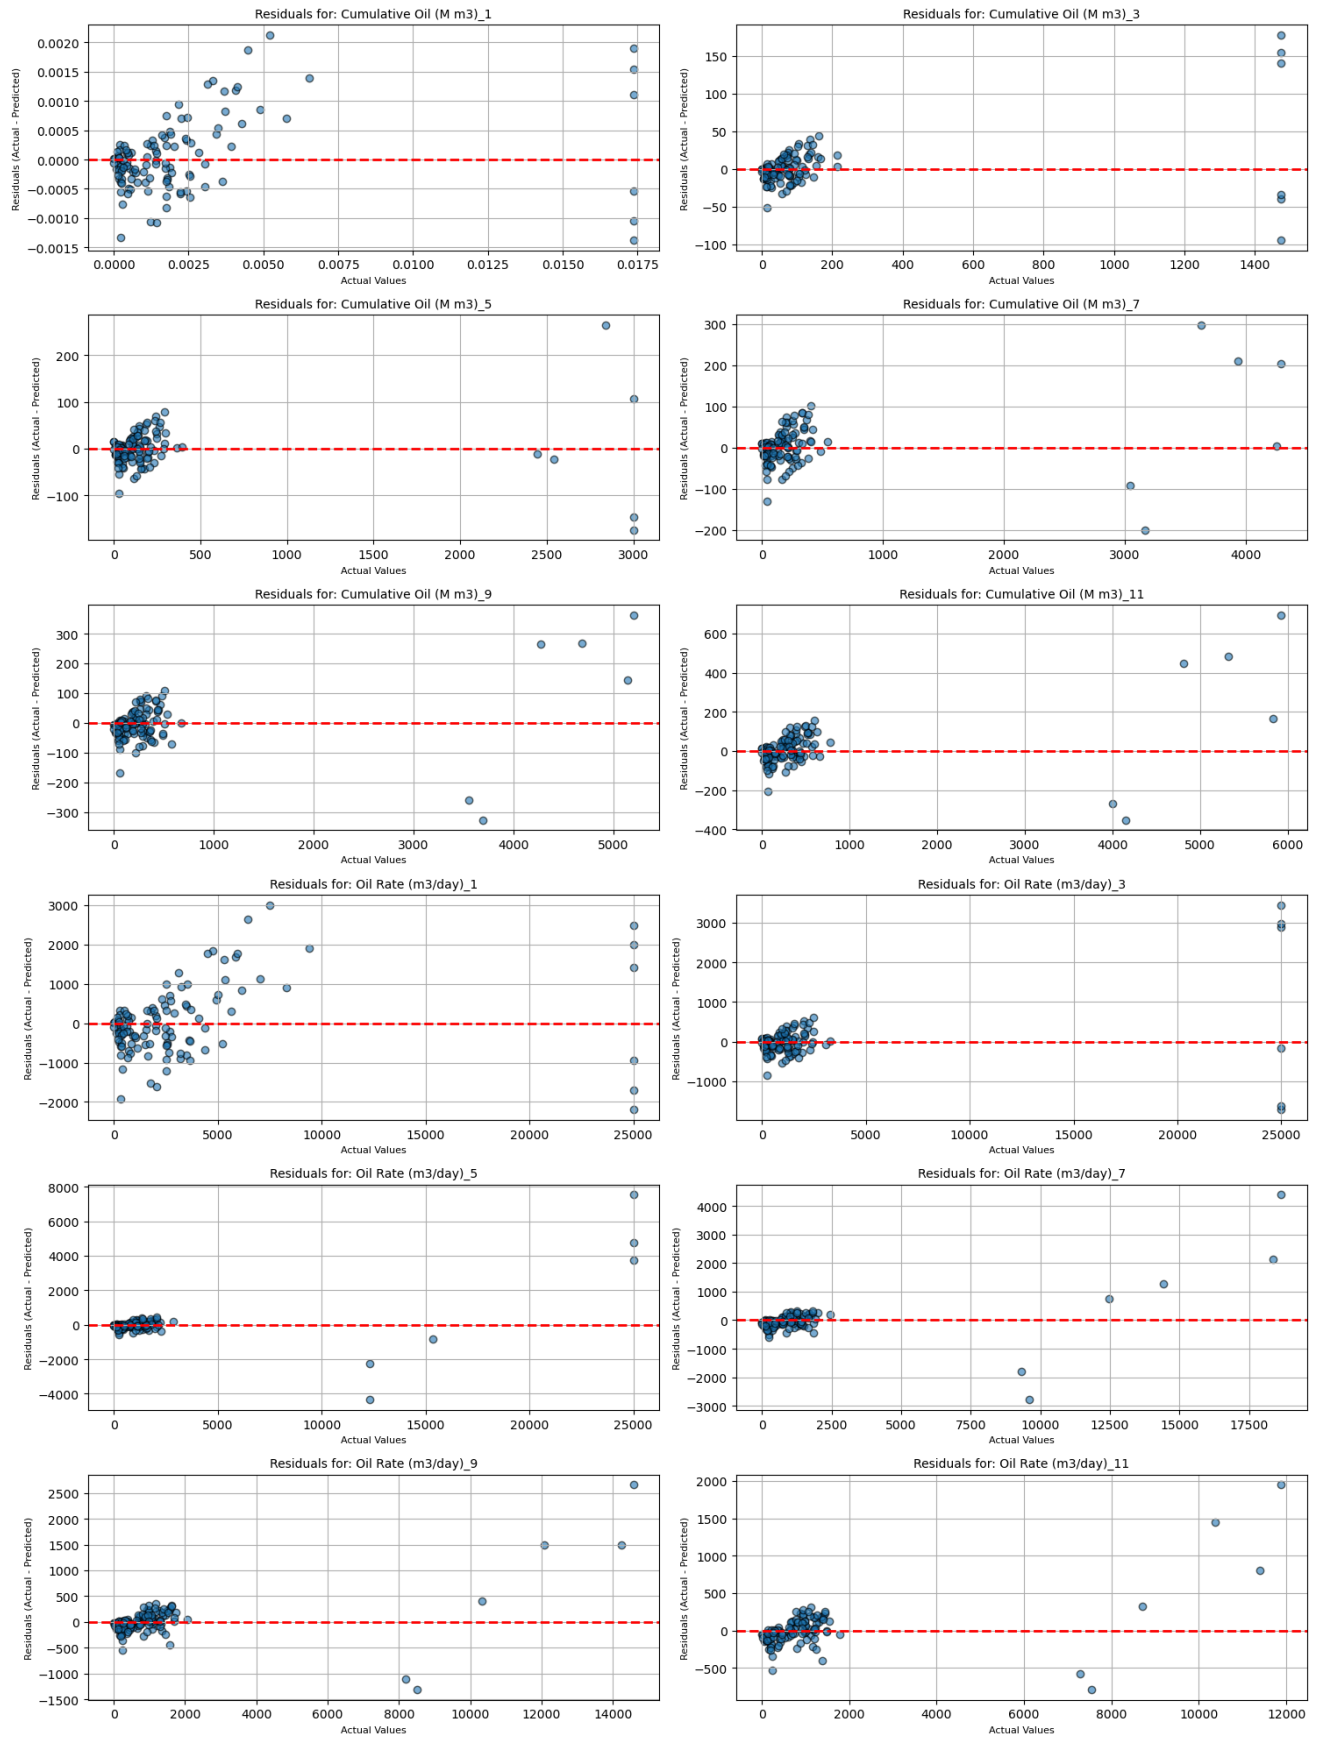 Residuals for: Cumulative Oil (M m3)_1
Residuals (Actual - Predicted)
0.0020
0.0015
0.0010
0.0005
0.0000
−0.0005
−0.0010
−0.0015
0.0000 0.0025 0.0050 0.0075 0.0100 0.0125 0.0150 0.0175
Actual Values
Residuals for: Cumulative Oil (M m3)_3
Residuals (Actual - Predicted)
150
100
50
0
−50
−100
0 200 400 600 800 1000 1200 1400
Actual Values
Residuals for: Cumulative Oil (M m3)_5
Residuals (Actual - Predicted)
200
100
0
−100
0 500 1000 1500 2000 2500 3000
Actual Values
Residuals for: Cumulative Oil (M m3)_7
Residuals (Actual - Predicted)
300
200
100
0
−100
−200
0 1000 2000 3000 4000
Actual Values
Residuals for: Cumulative Oil (M m3)_9
Residuals (Actual - Predicted)
300
200
100
0
−100
−200
−300
0 1000 2000 3000 4000 5000
Actual Values
Residuals for: Cumulative Oil (M m3)_11
Residuals (Actual - Predicted)
600
400
200
0
−200
−400
0 1000 2000 3000 4000 5000 6000
Actual Values
Residuals for: Oil Rate (m3/day)_1
Residuals (Actual - Predicted)
3000
2000
1000
0
−1000
−2000
0 5000 10000 15000 20000 25000
Actual Values
Residuals for: Oil Rate (m3/day)_3
Residuals (Actual - Predicted)
3000
2000
1000
0
−1000
0 5000 10000 15000 20000 25000
Actual Values
Residuals for: Oil Rate (m3/day)_5
Residuals (Actual - Predicted)
8000
6000
4000
2000
0
−2000
−4000
0 5000 10000 15000 20000 25000
Actual Values
Residuals for: Oil Rate (m3/day)_7
Residuals (Actual - Predicted)
4000
3000
2000
1000
0
−1000
−2000
−3000
0 2500 5000 7500 10000 12500 15000 17500
Actual Values
Residuals for: Oil Rate (m3/day)_9
Residuals (Actual - Predicted)
2500
2000
1500
1000
500
0
−500
−1000
−1500
0 2000 4000 6000 8000 10000 12000 14000
Actual Values
Residuals for: Oil Rate (m3/day)_11
Residuals (Actual - Predicted)
2000
1500
1000
500
0
−500
0 2000 4000 6000 8000 10000 12000
Actual Values